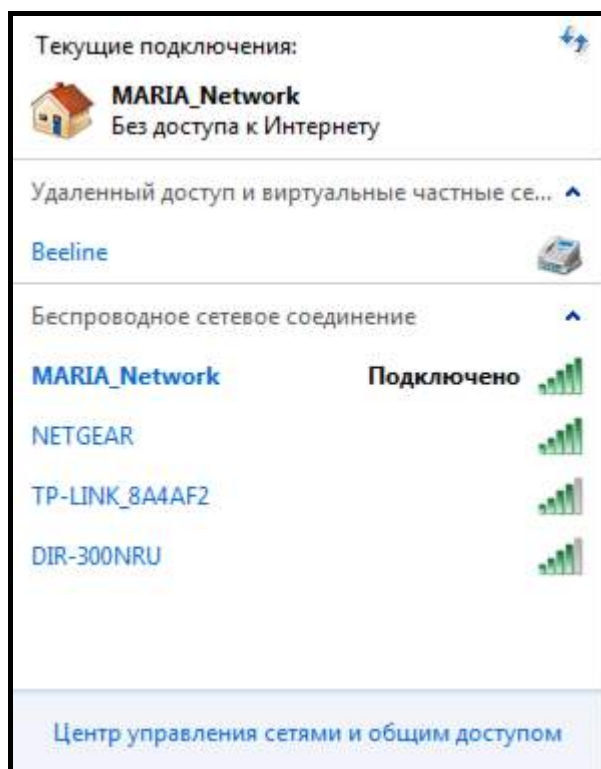 Текущие подключения:
MARIA_Network
Без доступа к Интернету
Удаленный доступ и виртуальные частные се...
Beeline
Беспроводное сетевое соединение
MARIA_Network Подключено
NETGEAR
TP-LINK_8A4AF2
DIR-300NRU
Центр управления сетями и общим доступом